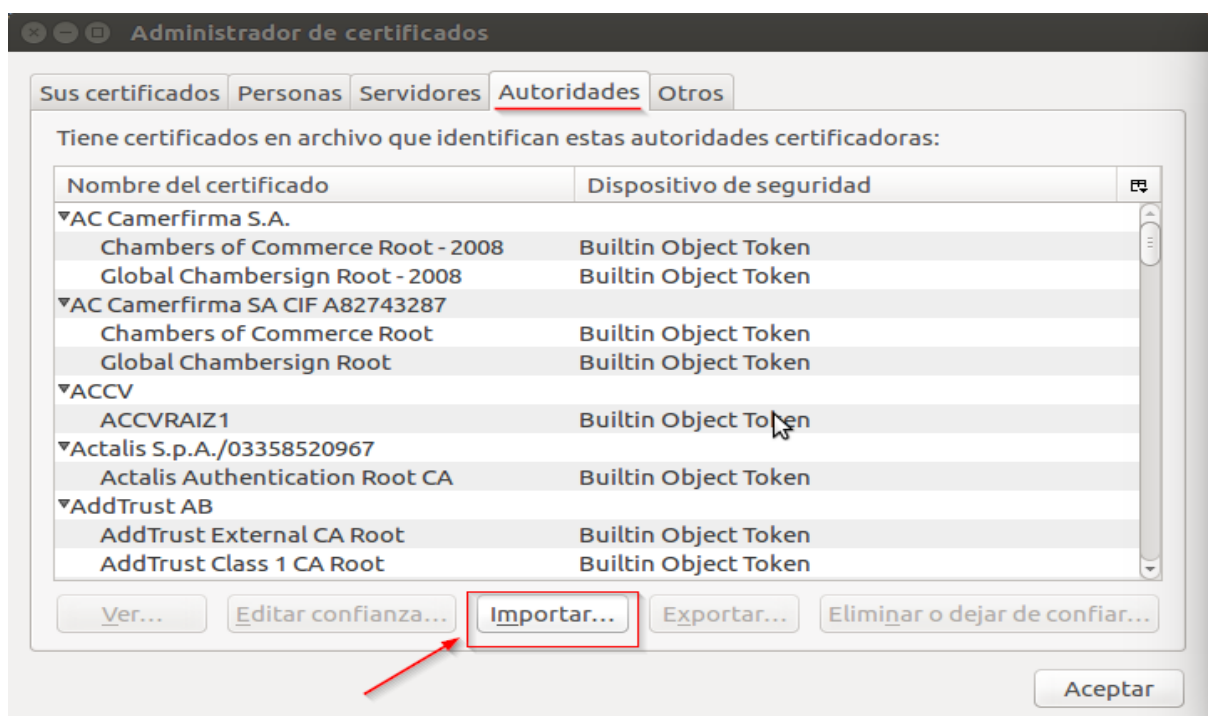 Administrador de certificados
Sus certificados Personas Servidores Autoridades Otros
Tiene certificados en archivo que identifican estas autoridades certificadoras:
Nombre del certificado Dispositivo de seguridad
AC Camerfirma S.A.
Chambers of Commerce Root - 2008 Builtin Object Token
Global Chambersign Root - 2008 Builtin Object Token
AC Camerfirma SA CIF A82743287
Chambers of Commerce Root Builtin Object Token
Global Chambersign Root Builtin Object Token
ACCV
ACCVRAIZ1 Builtin Object Token
Actalis S.p.A./03358520967
Actalis Authentication Root CA Builtin Object Token
AddTrust AB
AddTrust External CA Root Builtin Object Token
AddTrust Class 1 CA Root Builtin Object Token
Ver... Editar confianza... Importar... Exportar... Eliminar o dejar de confiar...
Aceptar